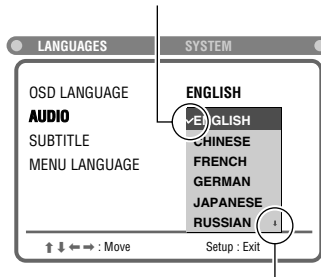 LANGUAGES SYSTEM
OSD LANGUAGE ENGLISH
AUDIO ✓ENGLISH
SUBTITLE CHINESE
MENU LANGUAGE FRENCH
GERMAN
JAPANESE
RUSSIAN ↓
↑ ↓ ← → : Move Setup : Exit